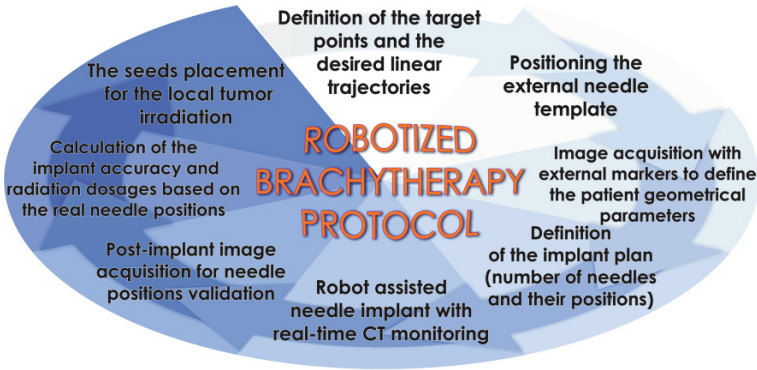 Definition of the target
points and the
desired linear
trajectories
Positioning the
external needle
template
Image acquisition with
external markers to define
the patient geometrical
parameters
Definition
of the implant plan
(number of needles
and their positions)
Robot assisted
needle implant with
real-time CT monitoring
Post-implant image
acquisition for needle
positions validation
Calculation of the
implant accuracy and
radiation dosages based on
the real needle positions
The seeds placement
for the local tumor
irradiation
ROBOTIZED
BRACHYTHERAPY
PROTOCOL